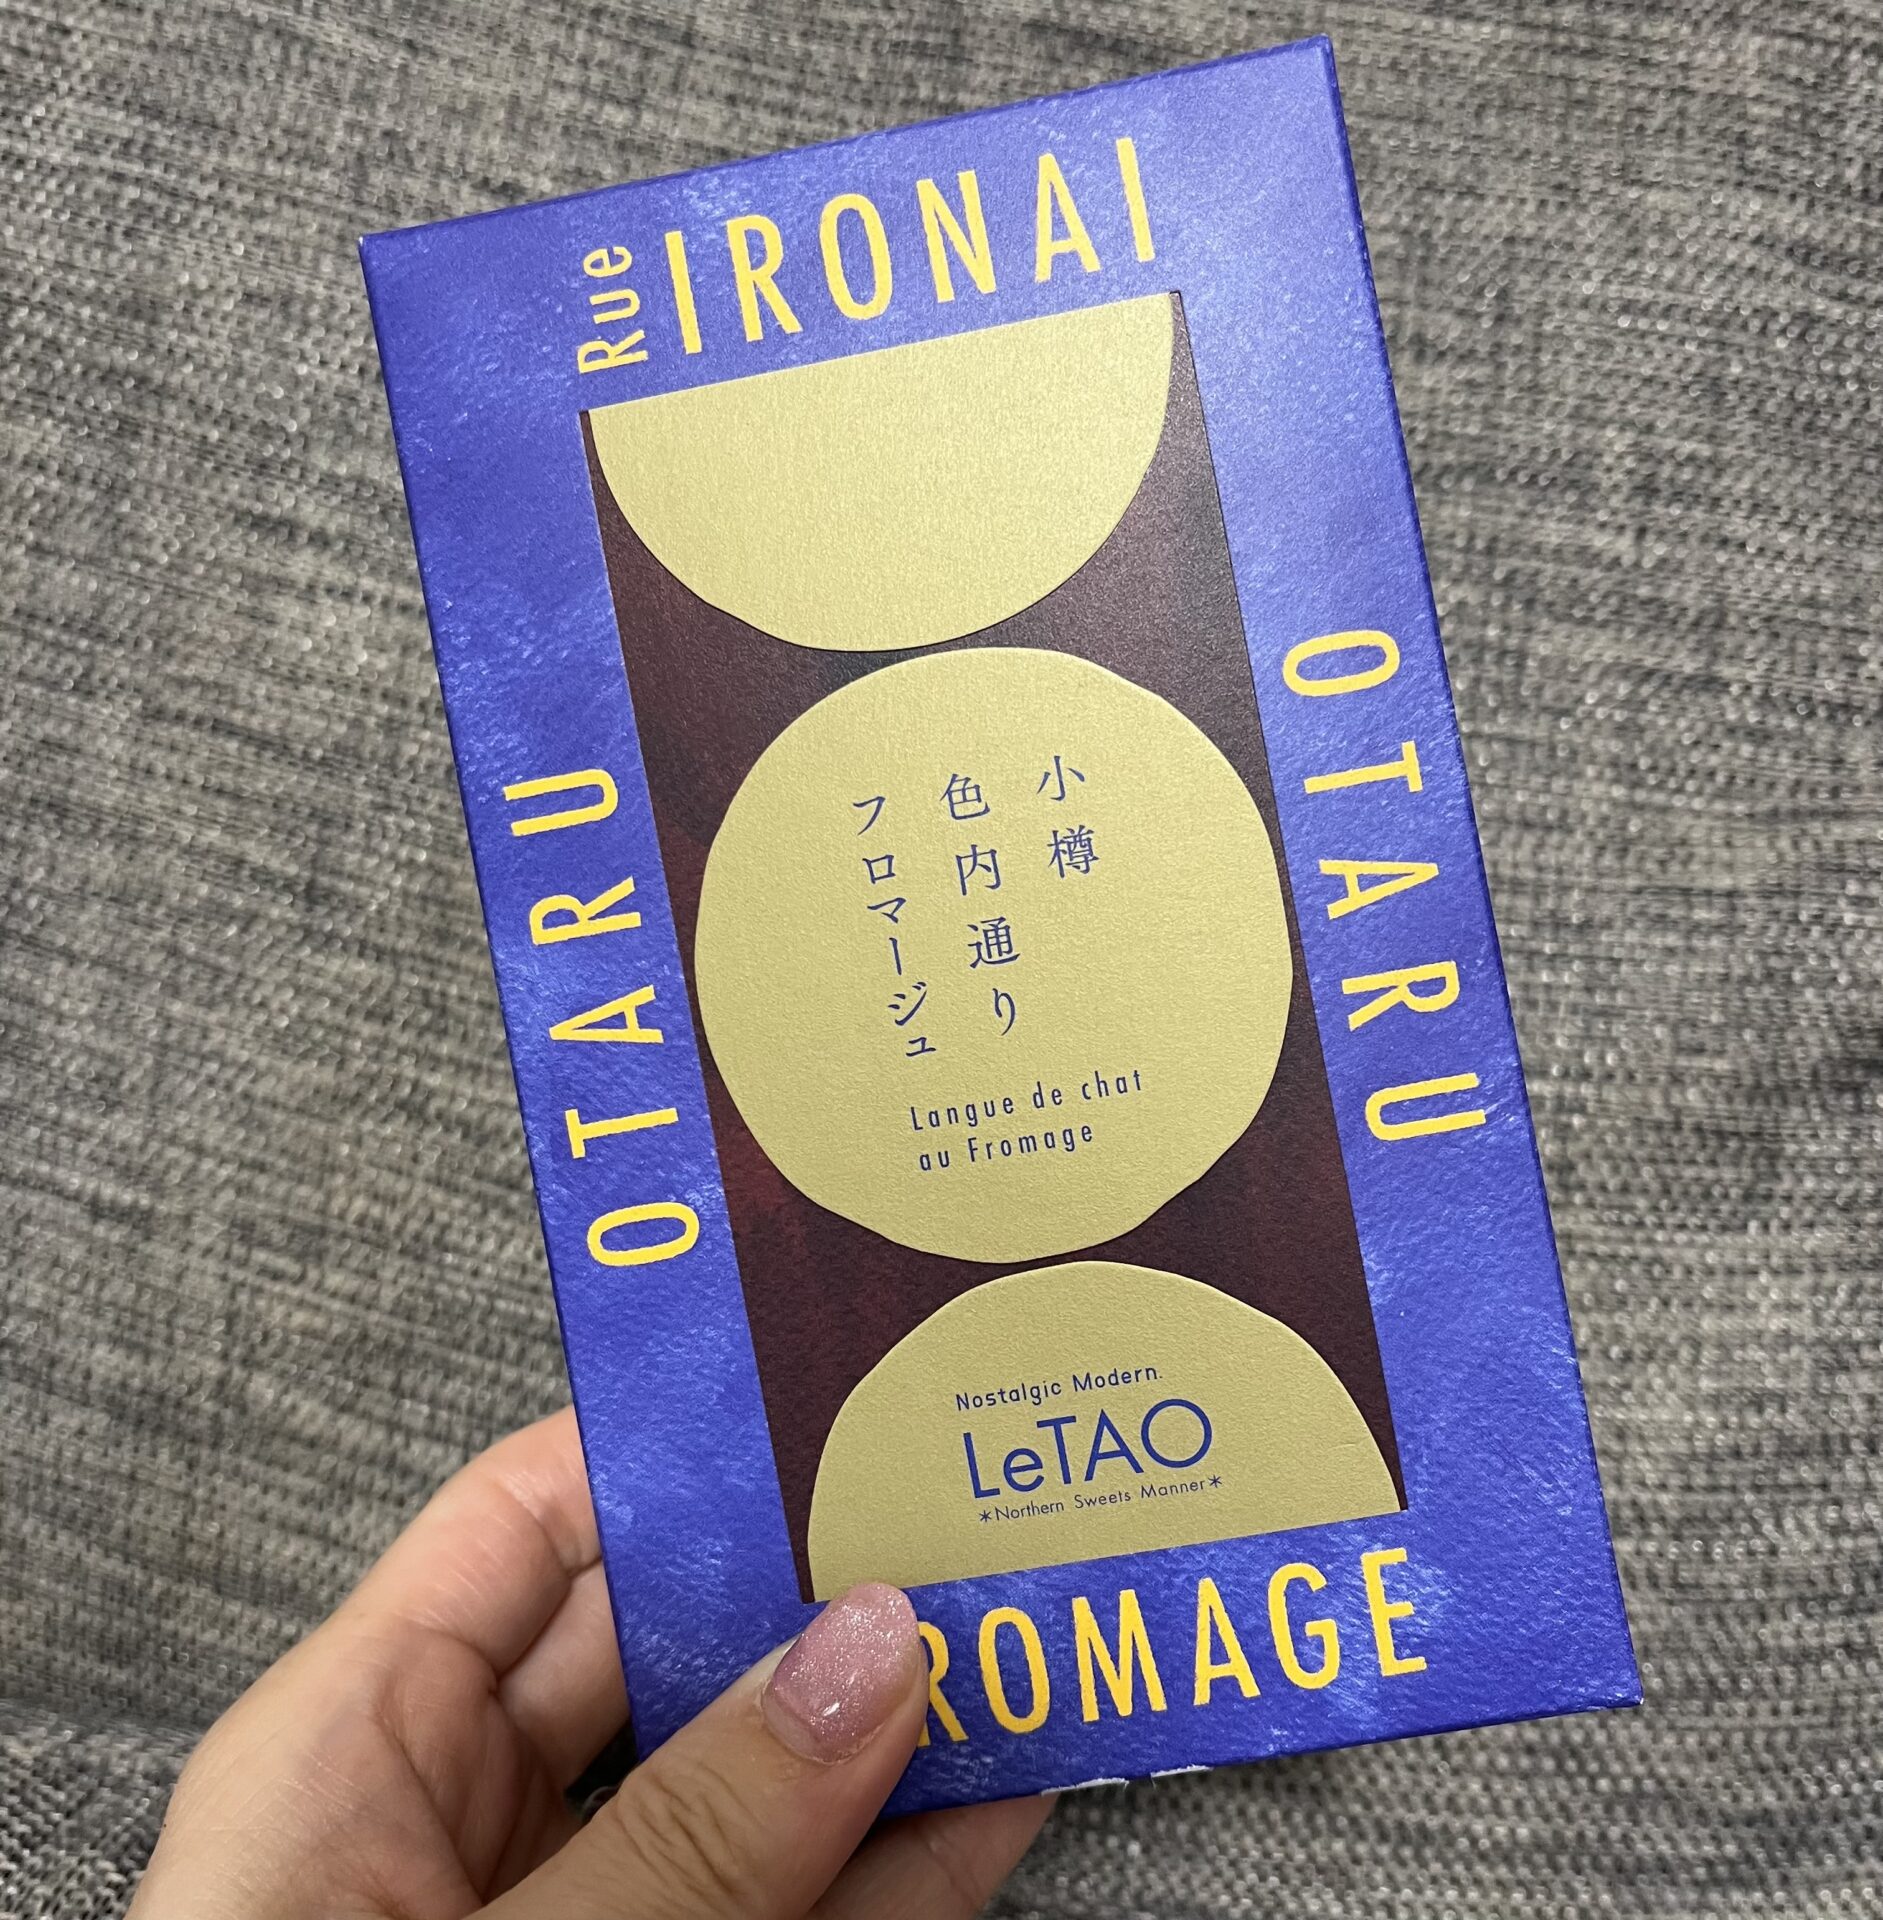 Rue IRONAI
OTARU
OTARU
小樽
色内通り
フロマージュ
Langue de chat
au Fromage
Nostalgic Modern.
LeTAO
*Northern Sweets Manner*
ROMAGE